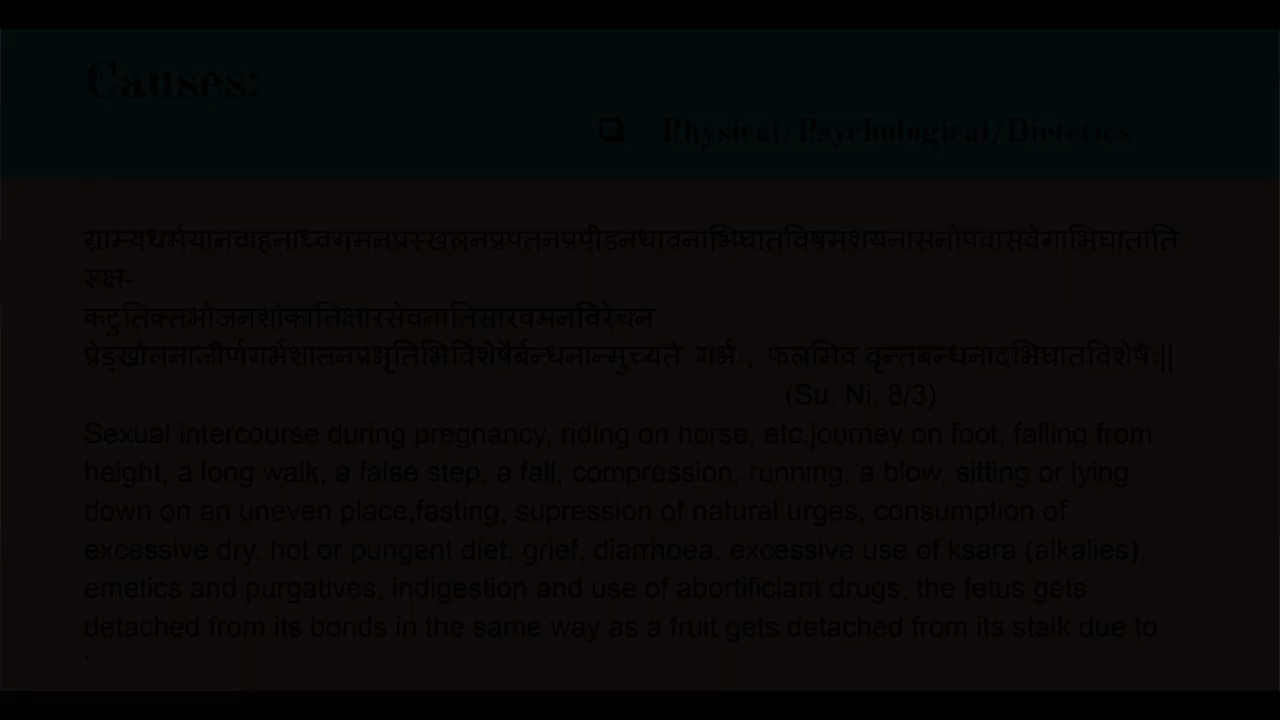 Causes:
❑ Physical/Psychological/Dietetics
ग्राम्यधर्मयानवाहनाध्वगमनप्रस्खलनप्रपतनप्रपीडनधावनाभिघातविषमशयनासनोपवासवेगाभिघाताति
रूक्ष-
कटुतिक्तभोजनशोकातिक्षारसेवनातिसारवमनविरेचन
प्रेङ्खोलनाजीर्णगर्भशातनप्रभृतिभिर्विशेषैर्बन्धनान्मुच्यते गर्भः, फलमिव वृन्तबन्धनादभिघातविशेषैः||
(Su. Ni. 8/3)
Sexual intercourse during pregnancy, riding on horse, etc.journey on foot, falling from
height, a long walk, a false step, a fall, compression, running, a blow, sitting or lying
down on an uneven place,fasting, supression of natural urges, consumption of
excessive dry. hot or pungent diet, grief, diarrhoea, excessive use of ksara (alkalies),
emetics and purgatives, indigestion and use of abortificiant drugs, the fetus gets
detached from its bonds in the same way as a fruit gets detached from its stalk due to